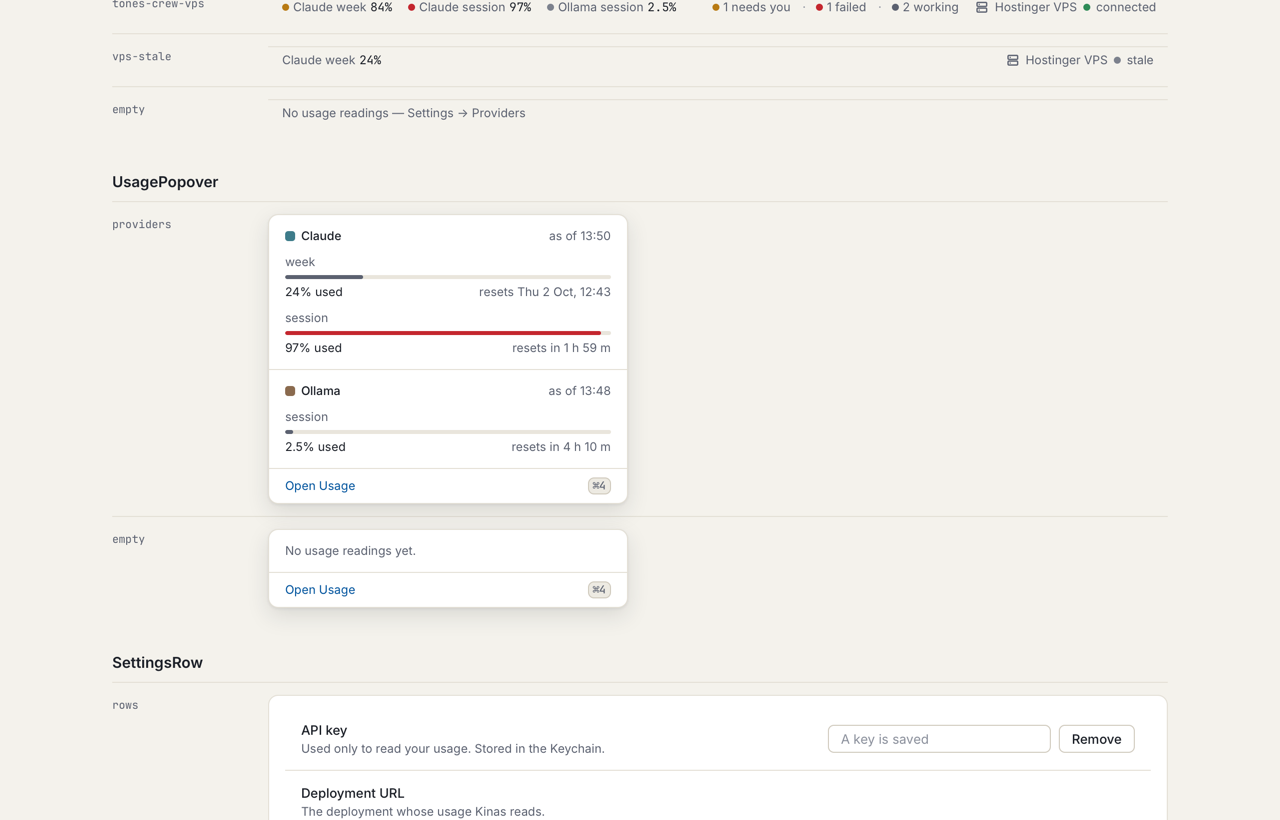 tones-crew-vps
Claude week 84% Claude session 97% Ollama session 2.5% 1 needs you · 1 failed · 2 working Hostinger VPS connected
vps-stale
Claude week 24% Hostinger VPS stale
empty
No usage readings — Settings → Providers
UsagePopover
providers
Claude as of 13:50
week
24% used resets Thu 2 Oct, 12:43
session
97% used resets in 1 h 59 m
Ollama as of 13:48
session
2.5% used resets in 4 h 10 m
Open Usage ⌘4
empty
No usage readings yet.
Open Usage ⌘4
SettingsRow
rows
API key
Used only to read your usage. Stored in the Keychain.
A key is saved Remove
Deployment URL
The deployment whose usage Kinas reads.